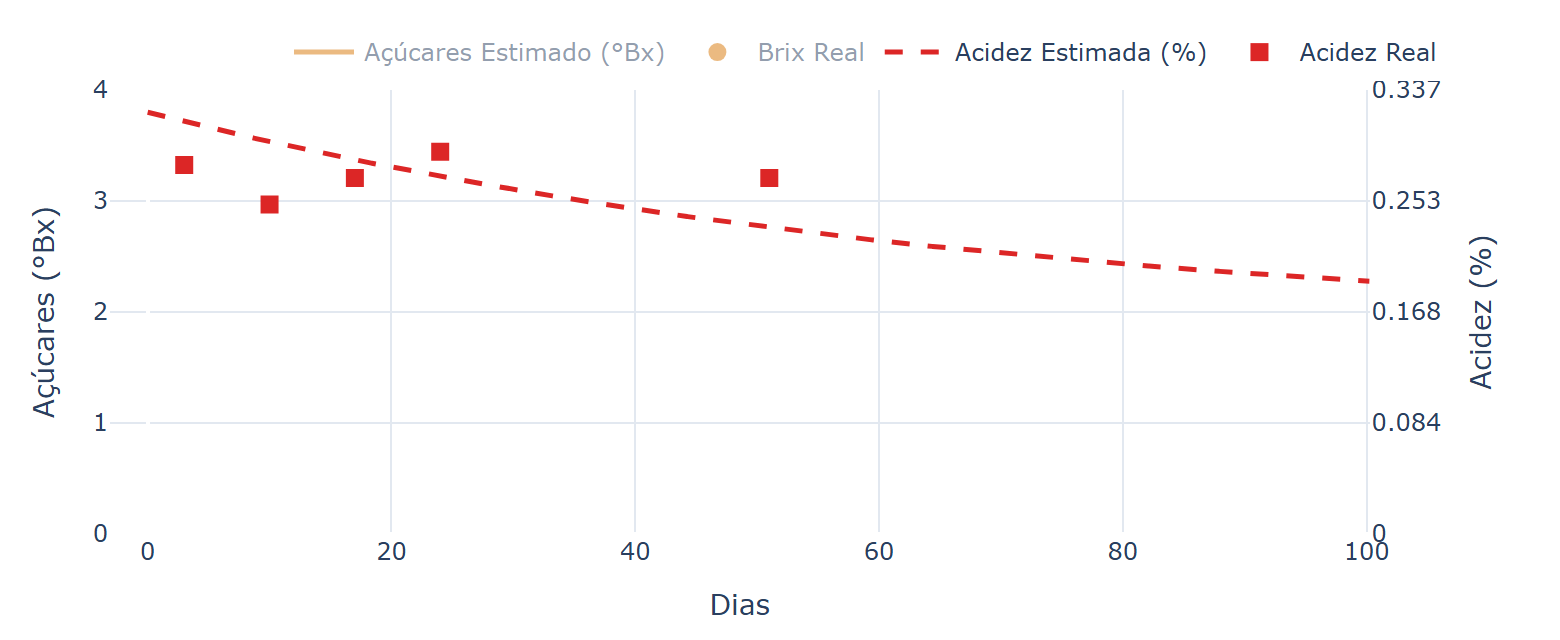 Açúcares Estimado (°Bx) Brix Real Acidez Estimada (%) Acidez Real
4 0.337
3 0.253
2 0.168
1 0.084
0 0
0 20 40 60 80 100
Açúcares (°Bx)
Acidez (%)
Dias